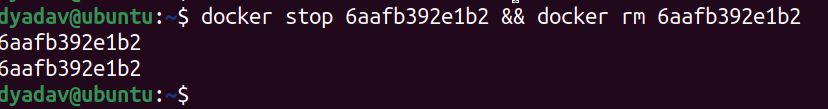 dyadav@ubuntu:~$ docker stop 6aafb392e1b2 && docker rm 6aafb392e1b2
6aafb392e1b2
6aafb392e1b2
dyadav@ubuntu:~$